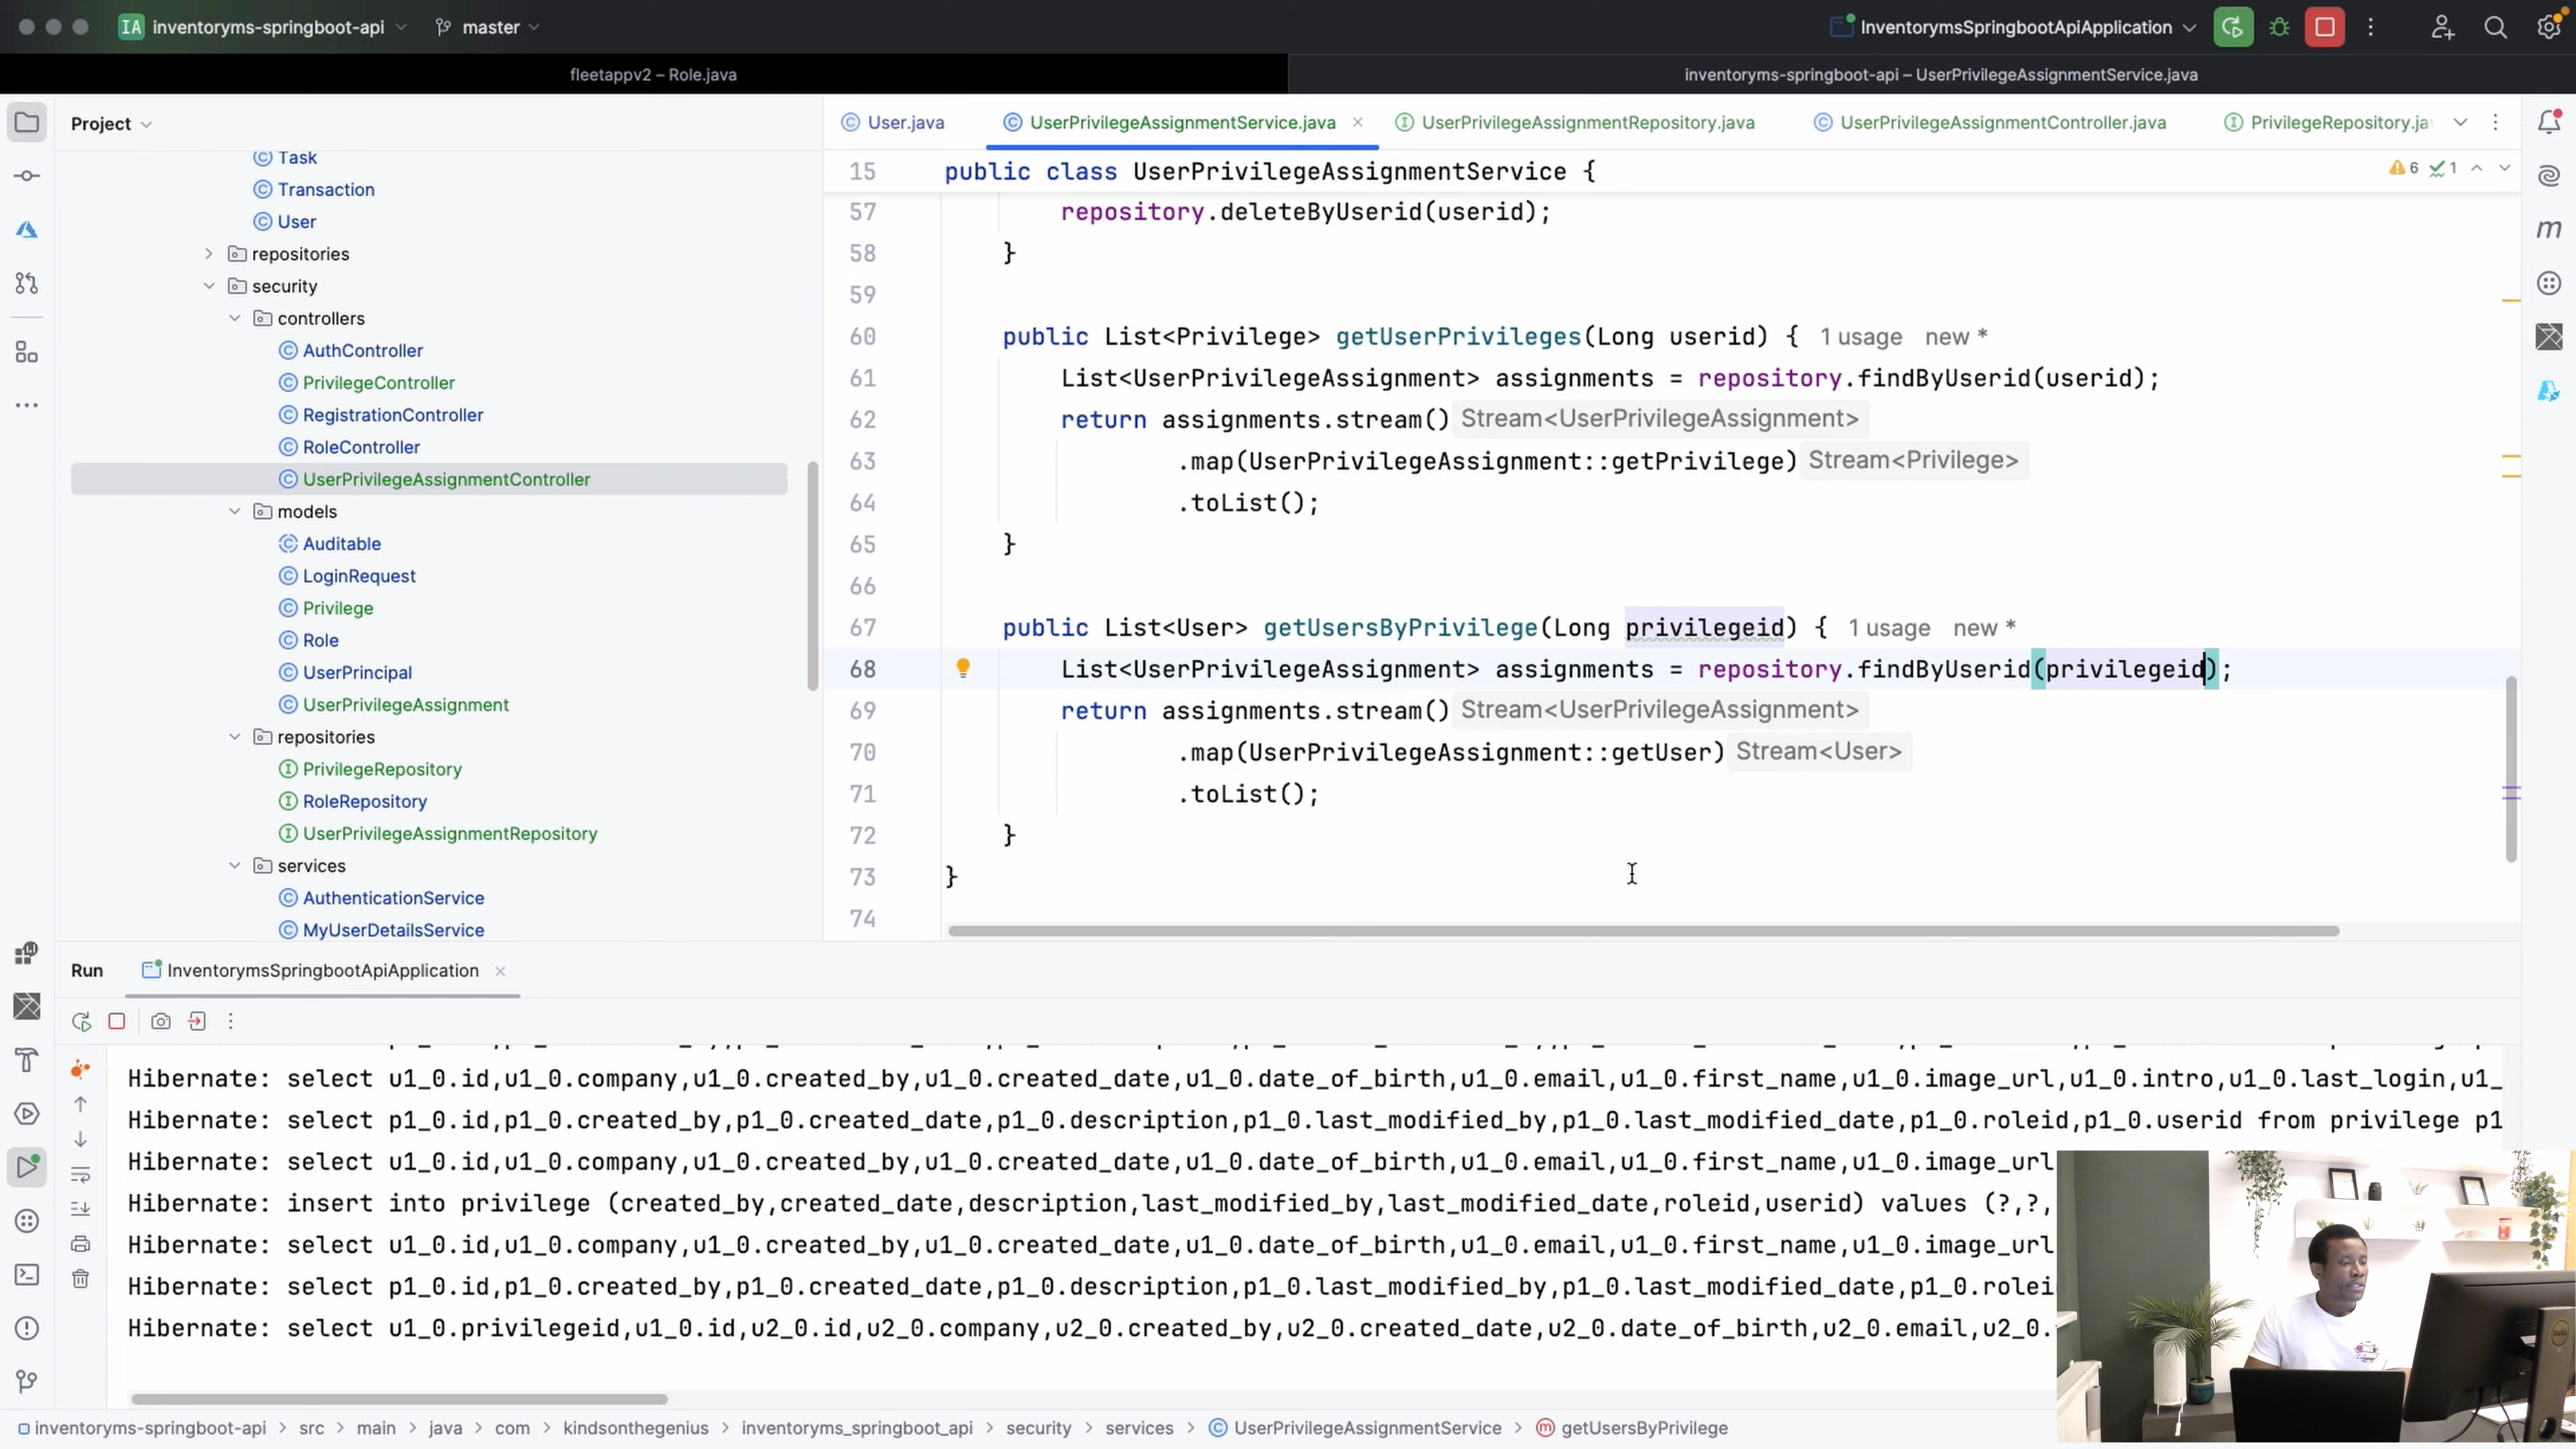 IA inventoryms-springboot-api master InventorymsSpringbootApiApplication
fleetappv2 – Role.java inventoryms-springboot-api – UserPrivilegeAssignmentService.java
Project
Task
Transaction
User
repositories
security
controllers
AuthController
PrivilegeController
RegistrationController
RoleController
UserPrivilegeAssignmentController
models
Auditable
LoginRequest
Privilege
Role
UserPrincipal
UserPrivilegeAssignment
repositories
PrivilegeRepository
RoleRepository
UserPrivilegeAssignmentRepository
services
AuthenticationService
MyUserDetailsService
User.java UserPrivilegeAssignmentService.java UserPrivilegeAssignmentRepository.java UserPrivilegeAssignmentController.java PrivilegeRepository.ja
15 public class UserPrivilegeAssignmentService { 6 1
57 repository.deleteByUserid(userid);
58 }
59
60 public List<Privilege> getUserPrivileges(Long userid) { 1 usage new *
61 List<UserPrivilegeAssignment> assignments = repository.findByUserid(userid);
62 return assignments.stream() Stream<UserPrivilegeAssignment>
63 .map(UserPrivilegeAssignment::getPrivilege) Stream<Privilege>
64 .toList();
65 }
66
67 public List<User> getUsersByPrivilege(Long privilegeid) { 1 usage new *
68 List<UserPrivilegeAssignment> assignments = repository.findByUserid(privilegeid);
69 return assignments.stream() Stream<UserPrivilegeAssignment>
70 .map(UserPrivilegeAssignment::getUser) Stream<User>
71 .toList();
72 }
73 }
74
Run InventorymsSpringbootApiApplication
Hibernate: select u1_0.id,u1_0.company,u1_0.created_by,u1_0.created_date,u1_0.date_of_birth,u1_0.email,u1_0.first_name,u1_0.image_url,u1_0.intro,u1_0.last_login,u1_
Hibernate: select p1_0.id,p1_0.created_by,p1_0.created_date,p1_0.description,p1_0.last_modified_by,p1_0.last_modified_date,p1_0.roleid,p1_0.userid from privilege p1
Hibernate: select u1_0.id,u1_0.company,u1_0.created_by,u1_0.created_date,u1_0.date_of_birth,u1_0.email,u1_0.first_name,u1_0.image_url
Hibernate: insert into privilege (created_by,created_date,description,last_modified_by,last_modified_date,roleid,userid) values (?,?,
Hibernate: select u1_0.id,u1_0.company,u1_0.created_by,u1_0.created_date,u1_0.date_of_birth,u1_0.email,u1_0.first_name,u1_0.image_url
Hibernate: select p1_0.id,p1_0.created_by,p1_0.created_date,p1_0.description,p1_0.last_modified_by,p1_0.last_modified_date,p1_0.rolei
Hibernate: select u1_0.privilegeid,u1_0.id,u2_0.id,u2_0.company,u2_0.created_by,u2_0.created_date,u2_0.date_of_birth,u2_0.email,u2_0.
inventoryms-springboot-api > src > main > java > com > kindsonthegenius > inventoryms_springboot_api > security > services > UserPrivilegeAssignmentService > getUsersByPrivilege